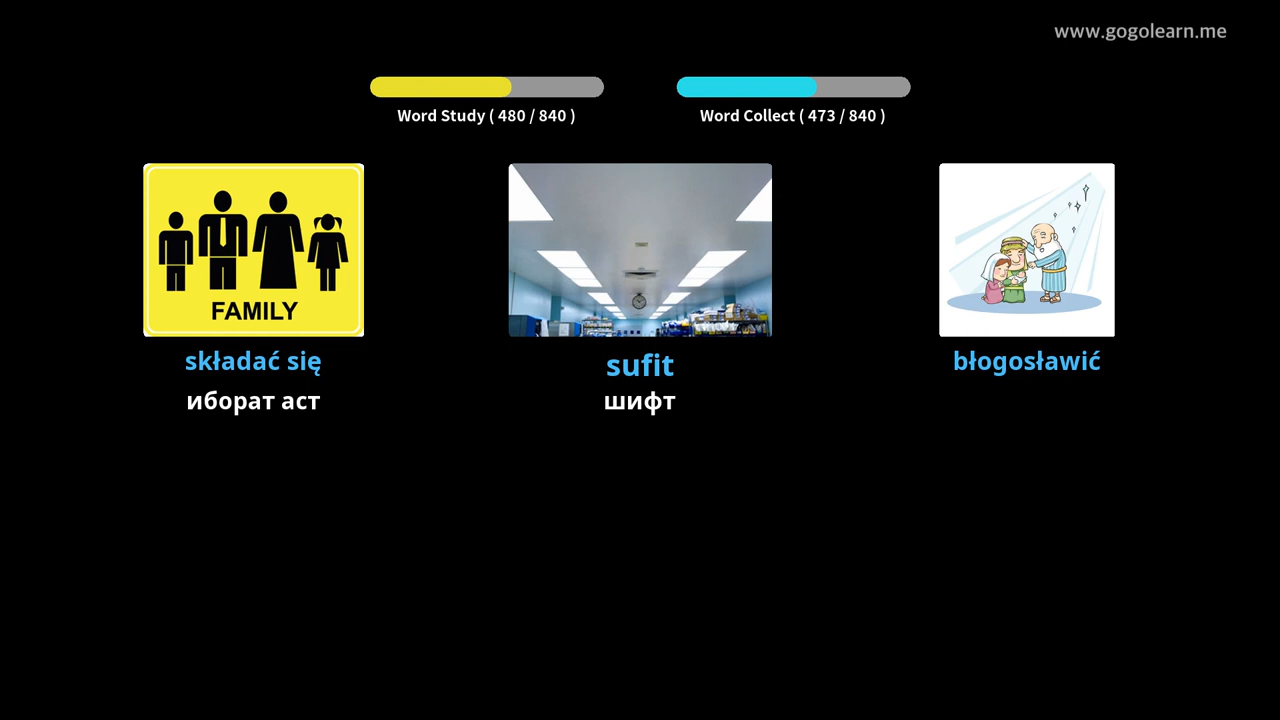 www.gogolearn.me
Word Study ( 480 / 840 )
Word Collect ( 473 / 840 )
FAMILY
składać się
sufit
błogosławić
иборат аст
шифт